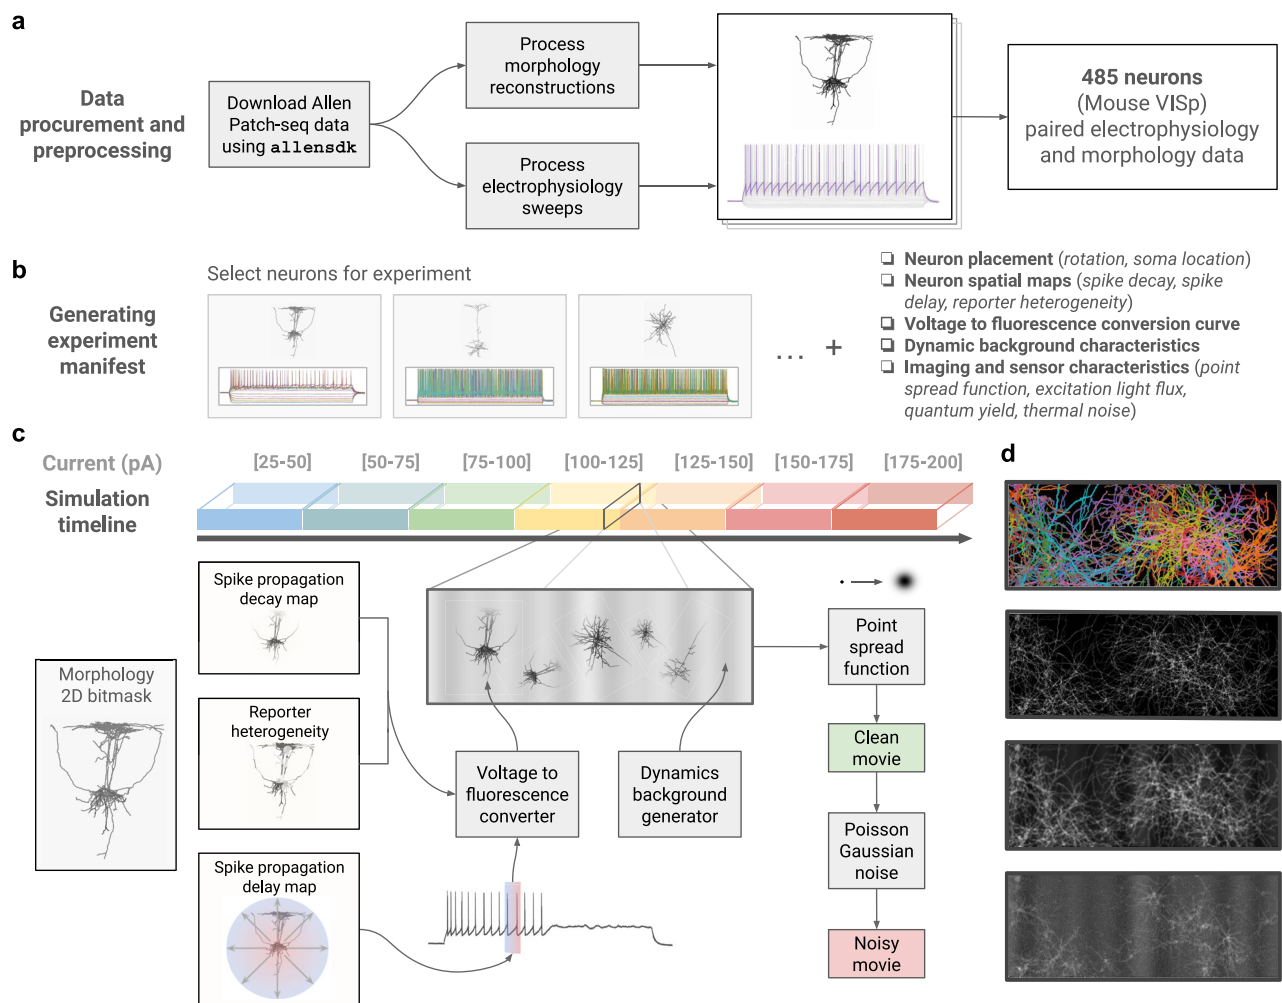 a
Data
procurement and
preprocessing
Download Allen
Patch-seq data
using allensdk
Process
morphology
reconstructions
Process
electrophysiology
sweeps
485 neurons
(Mouse VISp)
paired electrophysiology
and morphology data
b
Generating
experiment
manifest
Select neurons for experiment
... +
❏ Neuron placement (rotation, soma location)
❏ Neuron spatial maps (spike decay, spike
delay, reporter heterogeneity)
❏ Voltage to fluorescence conversion curve
❏ Dynamic background characteristics
❏ Imaging and sensor characteristics (point
spread function, excitation light flux,
quantum yield, thermal noise)
c
Current (pA)
[25-50] [50-75] [75-100] [100-125] [125-150] [150-175] [175-200]
Simulation
timeline
Morphology
2D bitmask
Spike propagation
decay map
Reporter
heterogeneity
Spike propagation
delay map
Voltage to
fluorescence
converter
Dynamics
background
generator
Point
spread
function
Clean
movie
Poisson
Gaussian
noise
Noisy
movie
d